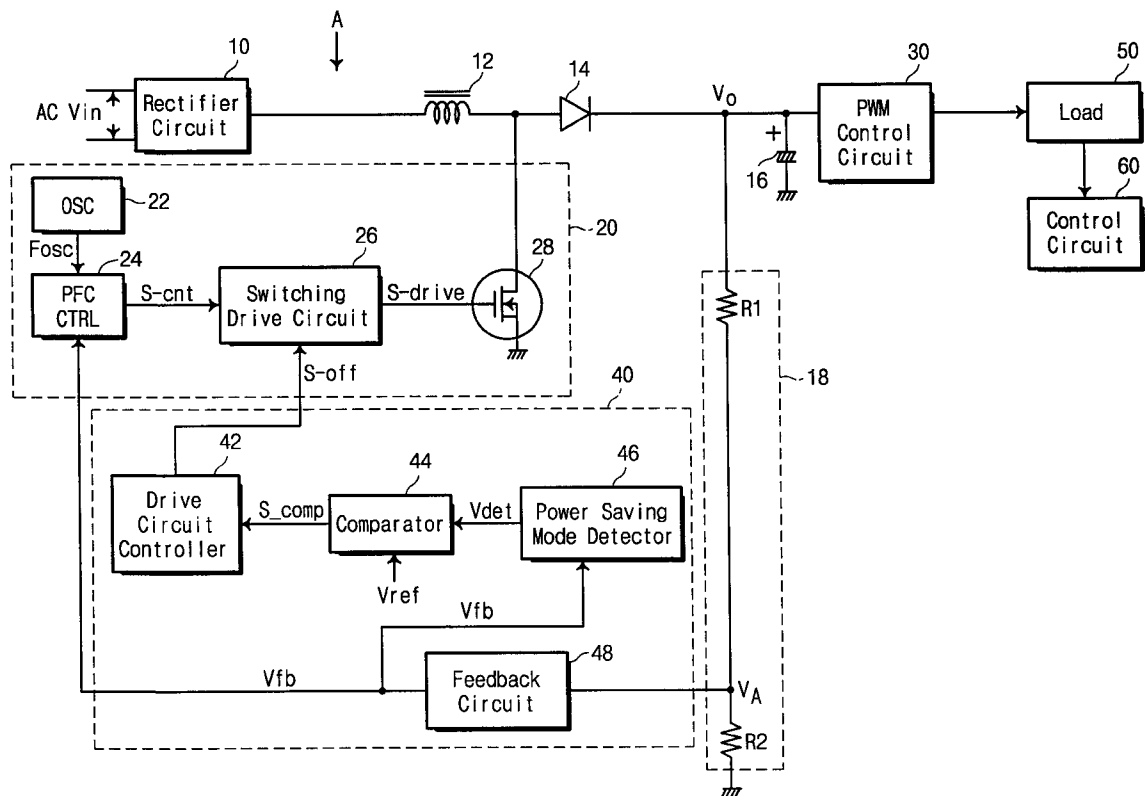 A
10
12
14
30
50
AC Vin
Rectifier
Circuit
Vo
+
16
PWM
Control
Circuit
Load
60
Control
Circuit
OSC
22
20
Fosc
24
26
28
PFC
CTRL
S-cnt
Switching
Drive Circuit
S-drive
R1
S-off
18
40
42
44
46
Drive
Circuit
Controller
S_comp
Comparator
Vdet
Power Saving
Mode Detector
Vref
Vfb
48
Vfb
Feedback
Circuit
VA
R2